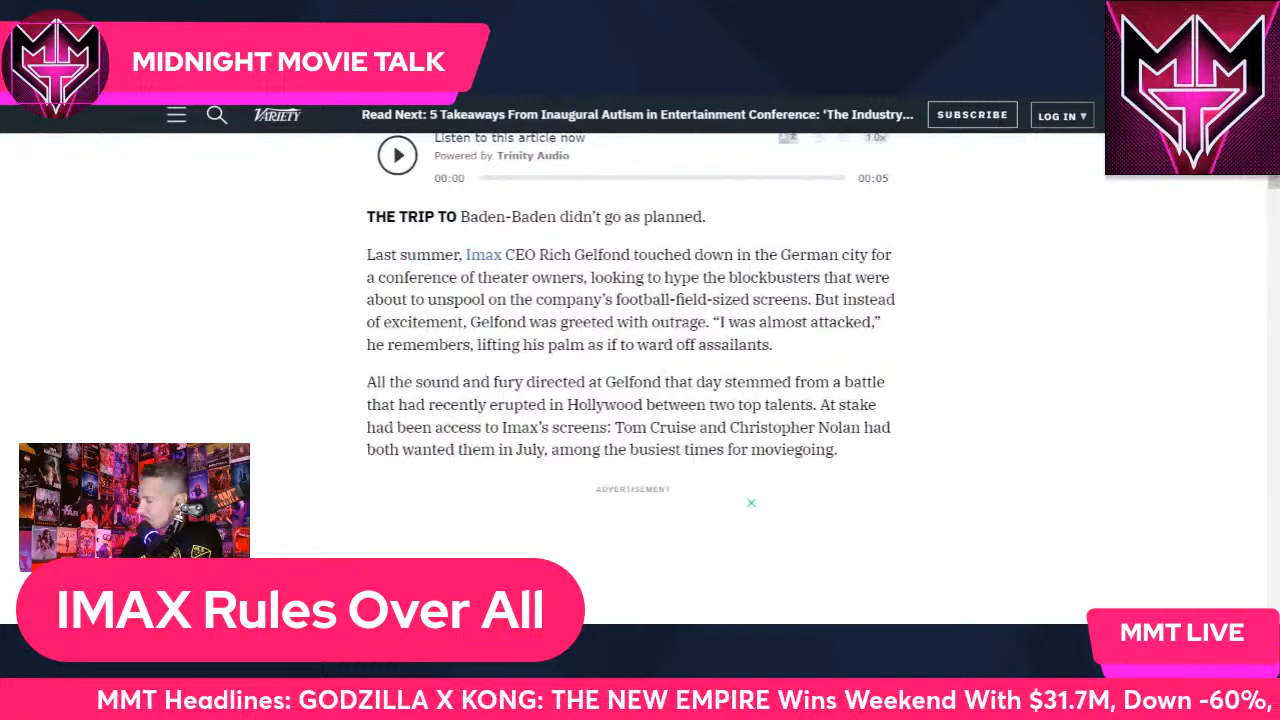 MIDNIGHT MOVIE TALK
VARIETY
Read Next: 5 Takeaways From Inaugural Autism in Entertainment Conference: ‘The Industry...
SUBSCRIBE
LOG IN ▾
Listen to this article now
1.0x
Powered by Trinity Audio
00:00
00:05
THE TRIP TO Baden-Baden didn’t go as planned.
Last summer, Imax CEO Rich Gelfond touched down in the German city for
a conference of theater owners, looking to hype the blockbusters that were
about to unspool on the company’s football-field-sized screens. But instead
of excitement, Gelfond was greeted with outrage. “I was almost attacked,”
he remembers, lifting his palm as if to ward off assailants.
All the sound and fury directed at Gelfond that day stemmed from a battle
that had recently erupted in Hollywood between two top talents. At stake
had been access to Imax’s screens: Tom Cruise and Christopher Nolan had
both wanted them in July, among the busiest times for moviegoing.
ADVERTISEMENT
IMAX Rules Over All
MMT LIVE
MMT Headlines: GODZILLA X KONG: THE NEW EMPIRE Wins Weekend With $31.7M, Down -60%,